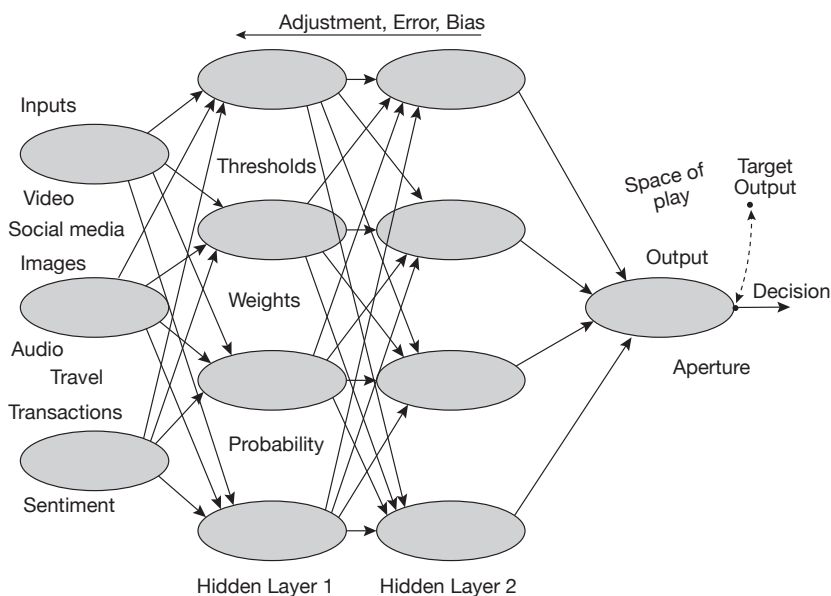 Adjustment, Error, Bias
Inputs
Video
Social media
Images
Audio
Travel
Transactions
Sentiment
Thresholds
Weights
Probability
Hidden Layer 1
Hidden Layer 2
Space of
play
Target
Output
Output
Decision
Aperture